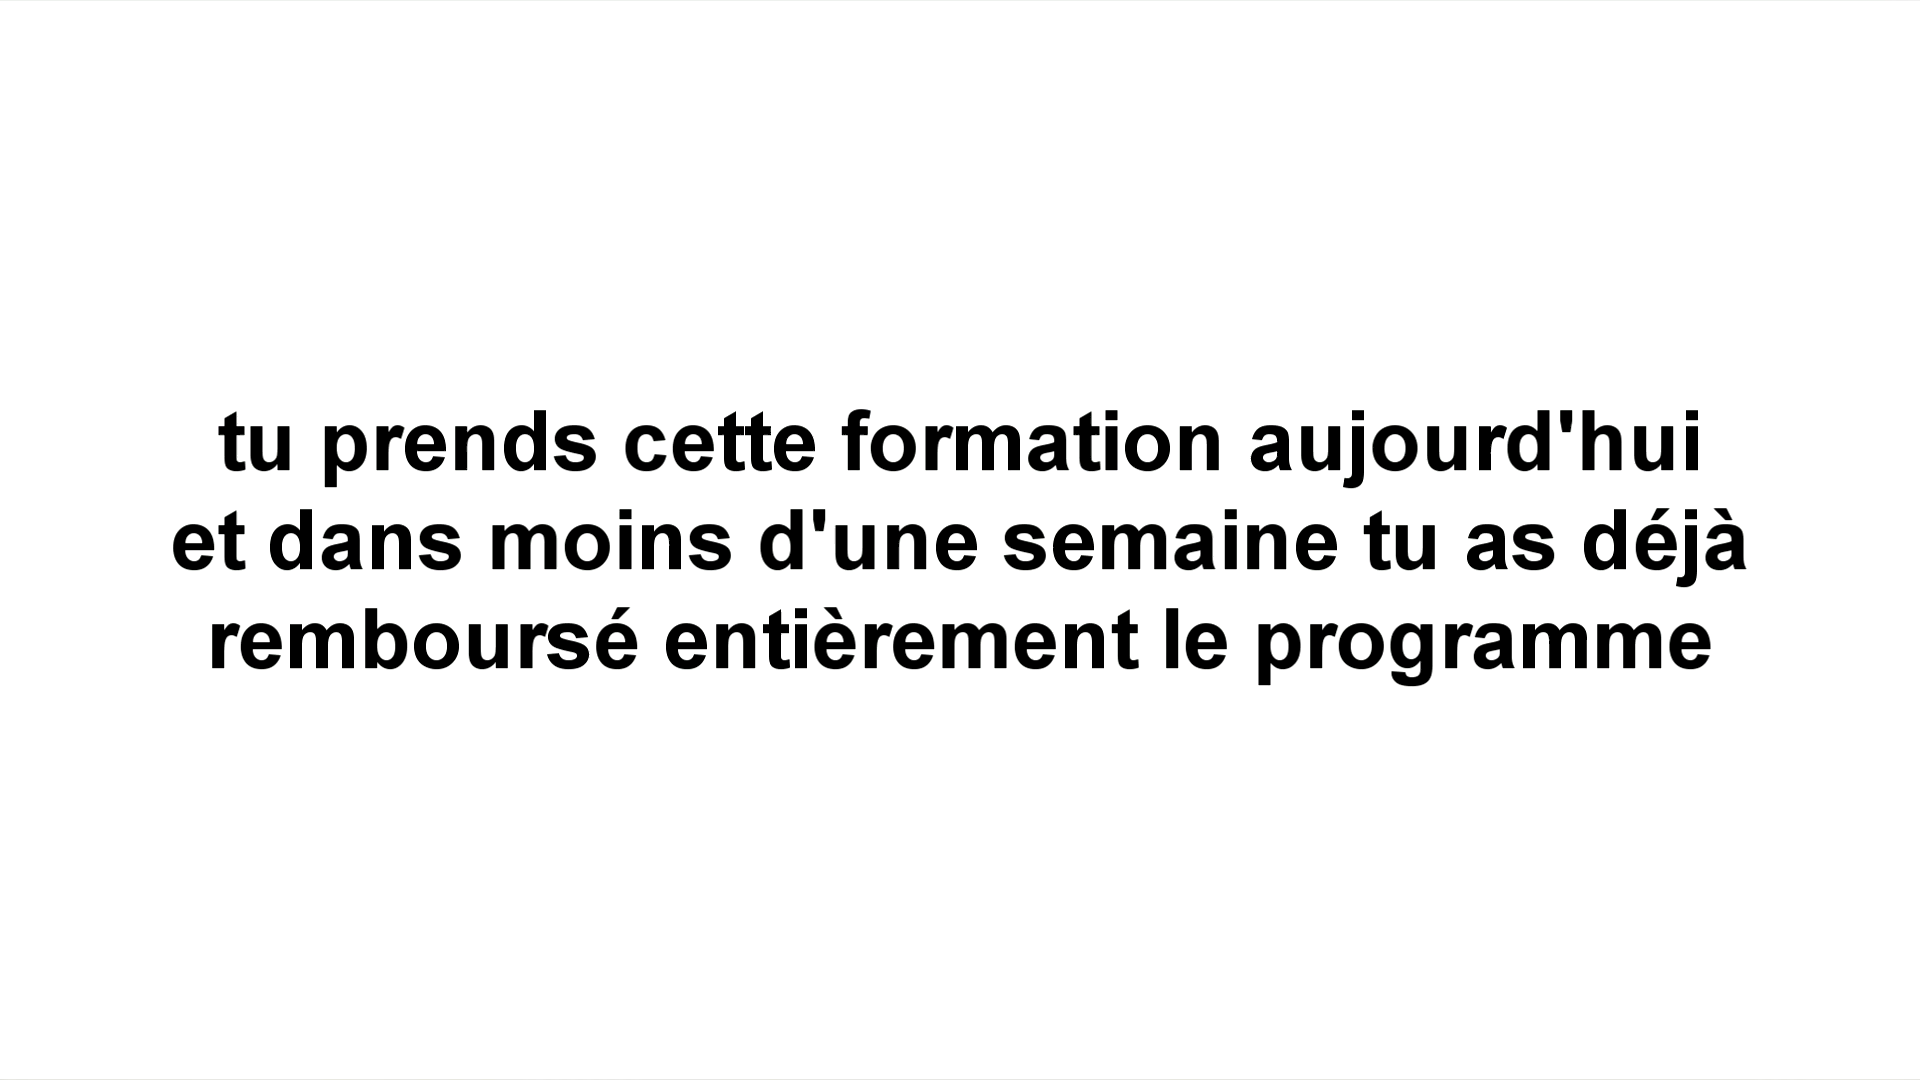 tu prends cette formation aujourd'hui
et dans moins d'une semaine tu as déjà
remboursé entièrement le programme